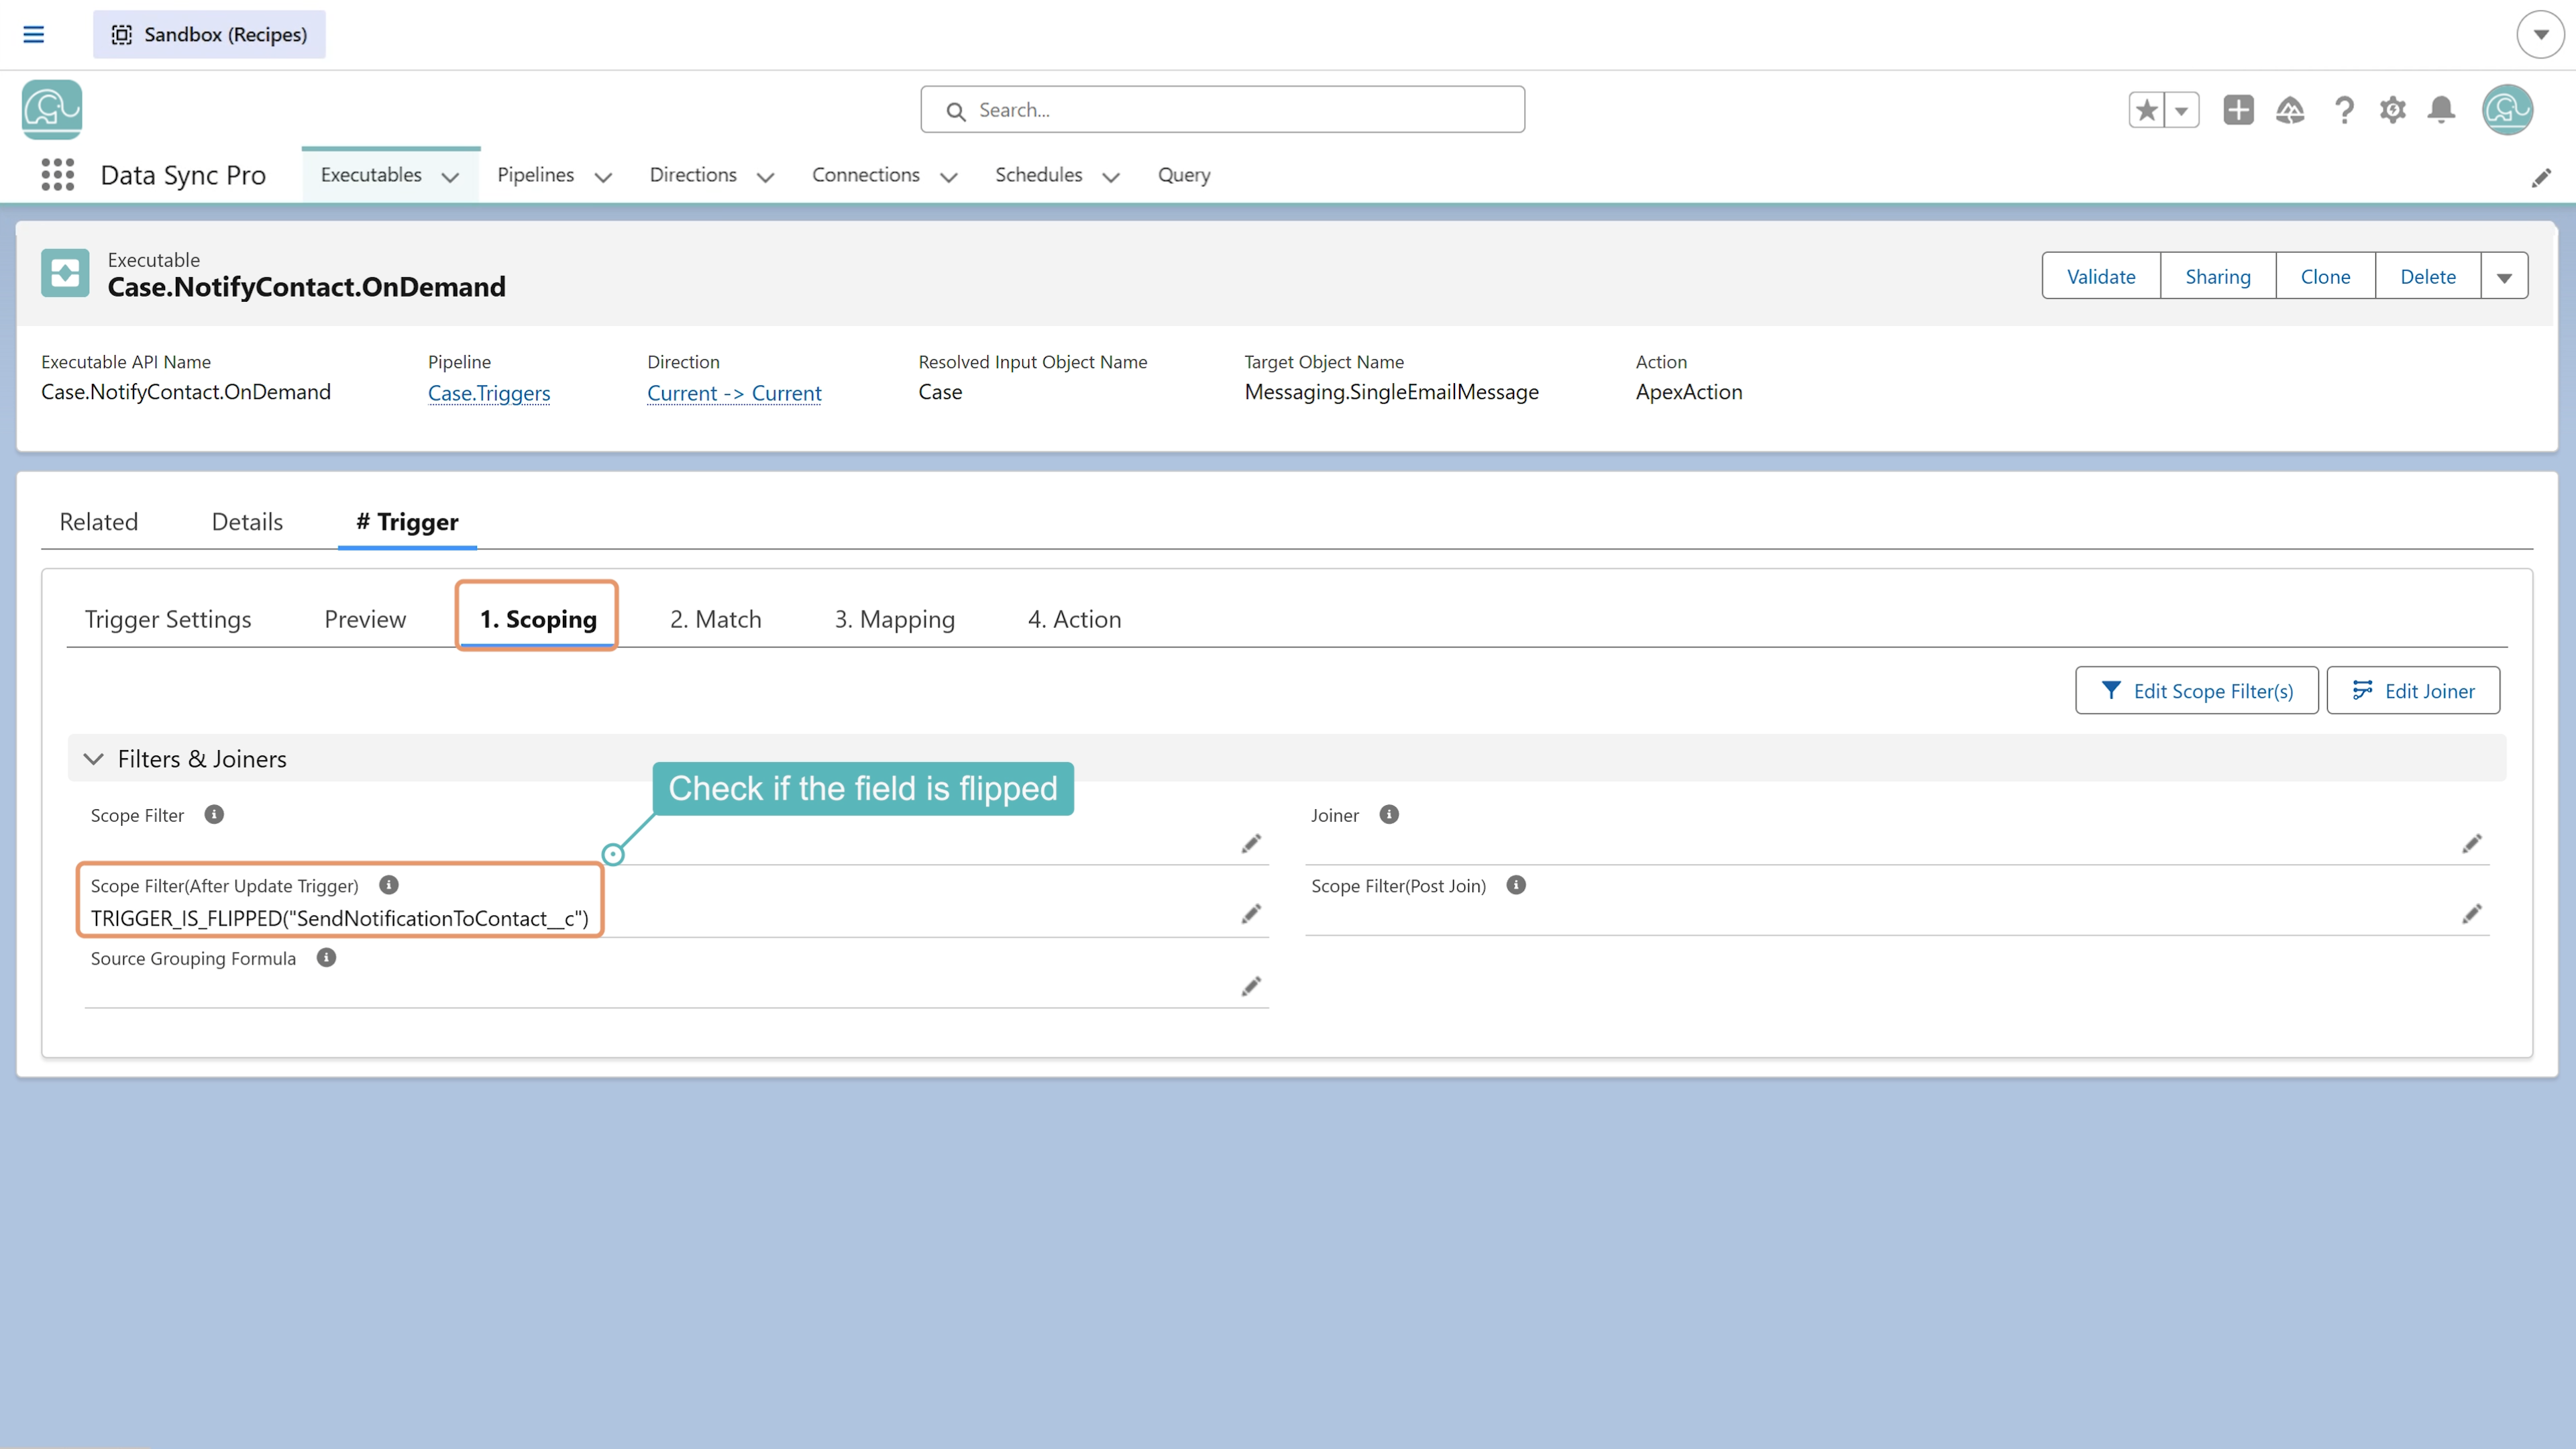 Sandbox (Recipes)
Search...
Data Sync Pro
Executables
Pipelines
Directions
Connections
Schedules
Query
Executable
Case.NotifyContact.OnDemand
Validate
Sharing
Clone
Delete
Executable API Name
Pipeline
Direction
Resolved Input Object Name
Target Object Name
Action
Case.NotifyContact.OnDemand
Case.Triggers
Current -> Current
Case
Messaging.SingleEmailMessage
ApexAction
Related
Details
# Trigger
Trigger Settings
Preview
1. Scoping
2. Match
3. Mapping
4. Action
Edit Scope Filter(s)
Edit Joiner
Filters & Joiners
Check if the field is flipped
Scope Filter
Joiner
Scope Filter(After Update Trigger)
TRIGGER_IS_FLIPPED("SendNotificationToContact__c")
Scope Filter(Post Join)
Source Grouping Formula